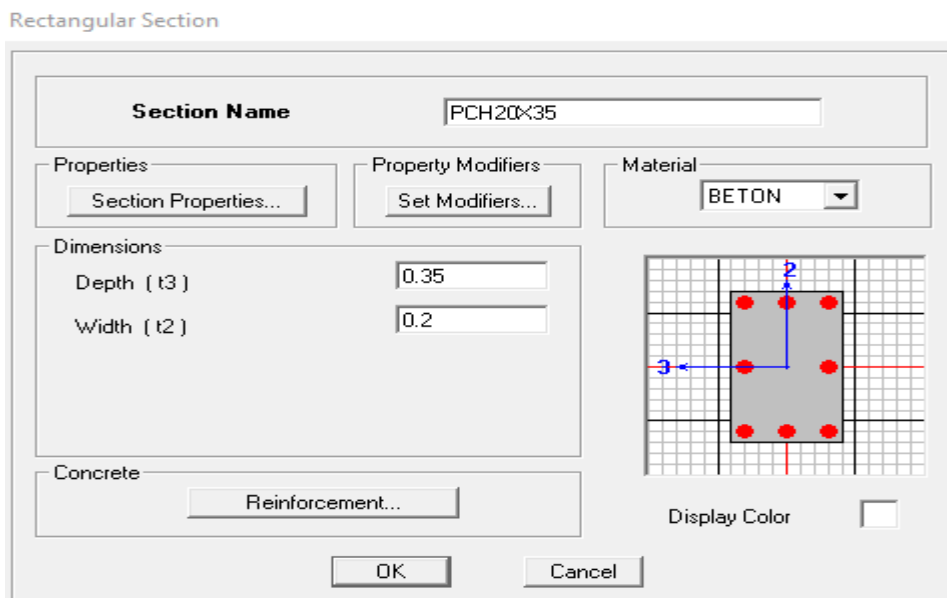 Rectangular Section
Section Name PCH20X35
Properties Property Modifiers Material
Section Properties... Set Modifiers... BETON
Dimensions
Depth ( t3 ) 0.35
Width ( t2 ) 0.2
2
3
Concrete
Reinforcement...
Display Color
OK Cancel